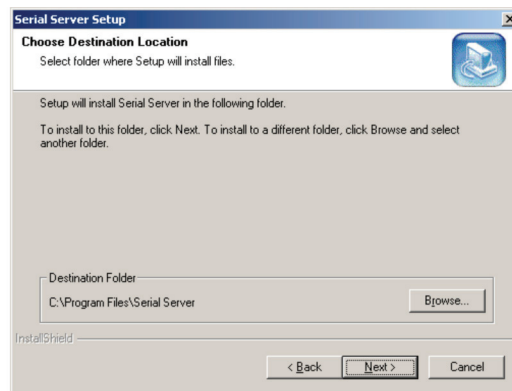 Serial Server Setup
Choose Destination Location
Select folder where Setup will install files.
Setup will install Serial Server in the following folder.
To install to this folder, click Next. To install to a different folder, click Browse and select
another folder.
Destination Folder
C:\Program Files\Serial Server
Browse...
InstallShield
< Back
Next >
Cancel